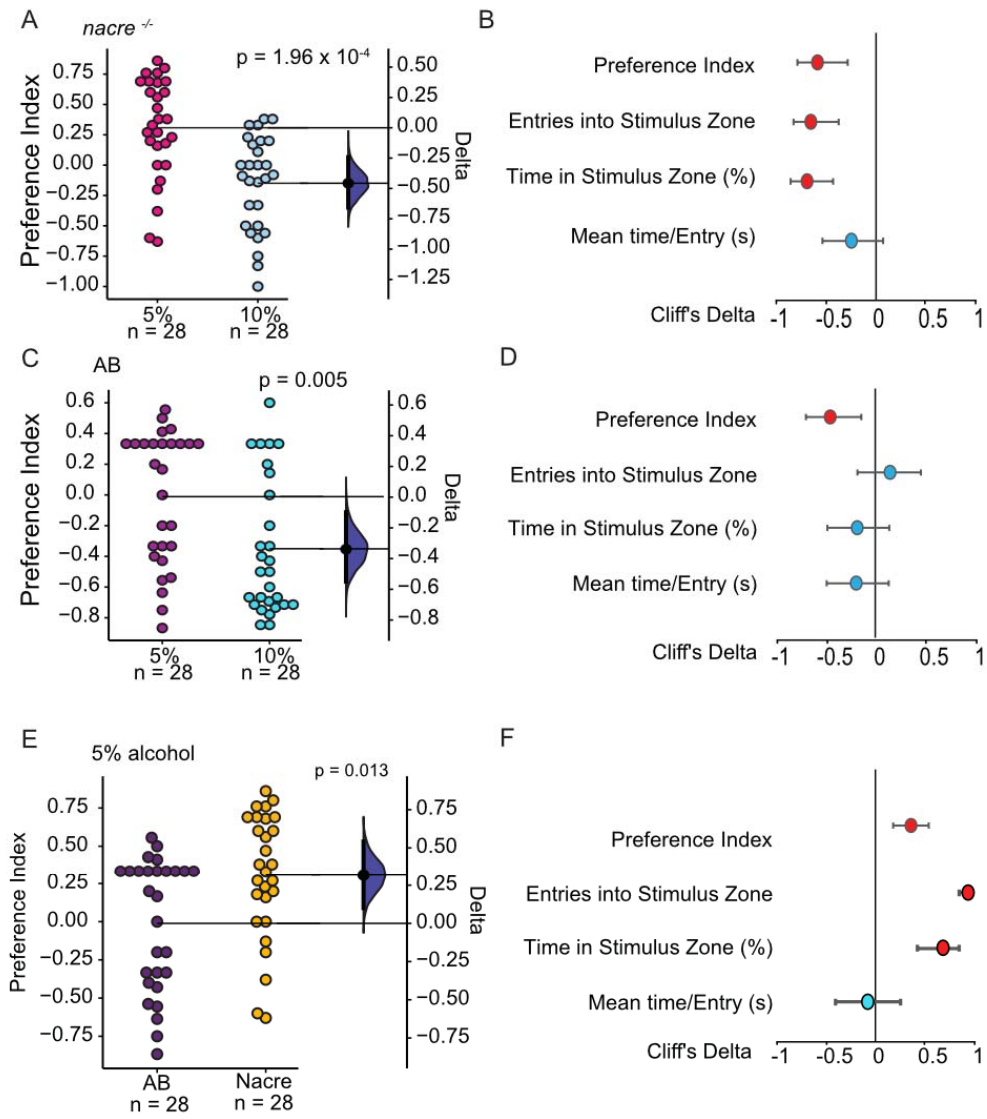 A
nacre -/-
p = 1.96 x 10-4
Preference Index
0.75
0.50
0.25
0.00
−0.25
−0.50
−0.75
−1.00
0.50
0.25
0.00
−0.25
−0.50
−0.75
−1.00
−1.25
Delta
5%
n = 28
10%
n = 28
B
Preference Index
Entries into Stimulus Zone
Time in Stimulus Zone (%)
Mean time/Entry (s)
Cliff's Delta
-1 -0.5 0 0.5 1
C
AB
p = 0.005
Preference Index
0.6
0.4
0.2
0.0
−0.2
−0.4
−0.6
−0.8
0.6
0.4
0.2
0.0
−0.2
−0.4
−0.6
−0.8
Delta
5%
n = 28
10%
n = 28
D
Preference Index
Entries into Stimulus Zone
Time in Stimulus Zone (%)
Mean time/Entry (s)
Cliff's Delta
-1 -0.5 0 0.5 1
E
5% alcohol
p = 0.013
Preference Index
0.75
0.50
0.25
0.00
−0.25
−0.50
−0.75
0.75
0.50
0.25
0.00
−0.25
−0.50
−0.75
Delta
AB
n = 28
Nacre
n = 28
F
Preference Index
Entries into Stimulus Zone
Time in Stimulus Zone (%)
Mean time/Entry (s)
Cliff's Delta
-1 -0.5 0 0.5 1